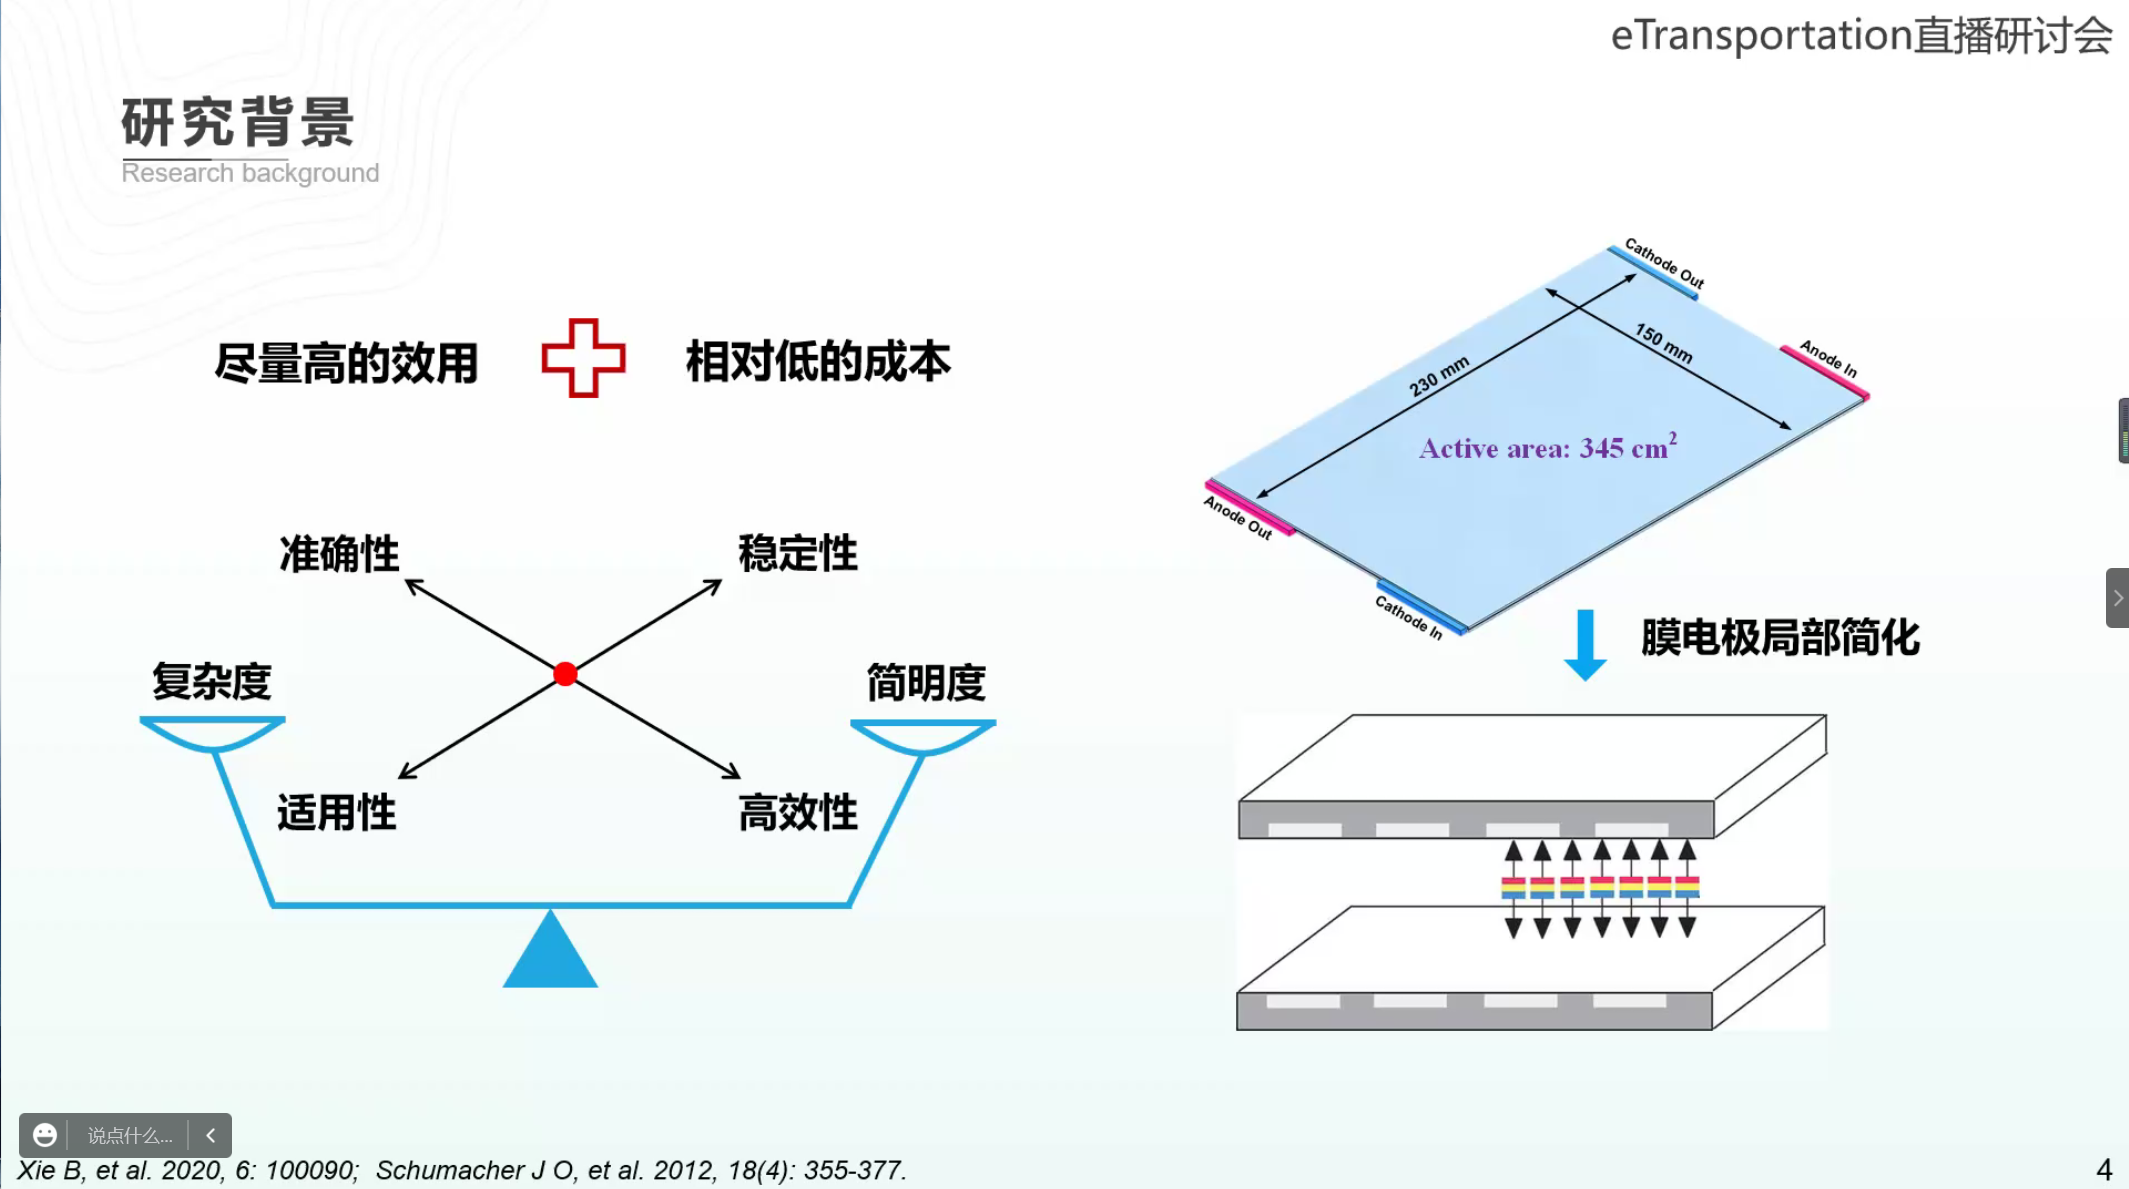 eTransportation直播研讨会
研究背景
Research background
尽量高的效用
相对低的成本
准确性
稳定性
复杂度
简明度
适用性
高效性
Cathode Out
Anode In
150 mm
230 mm
Active area: 345 cm²
Anode Out
Cathode In
膜电极局部简化
说点什么...
Xie B, et al. 2020, 6: 100090; Schumacher J O, et al. 2012, 18(4): 355-377.
4